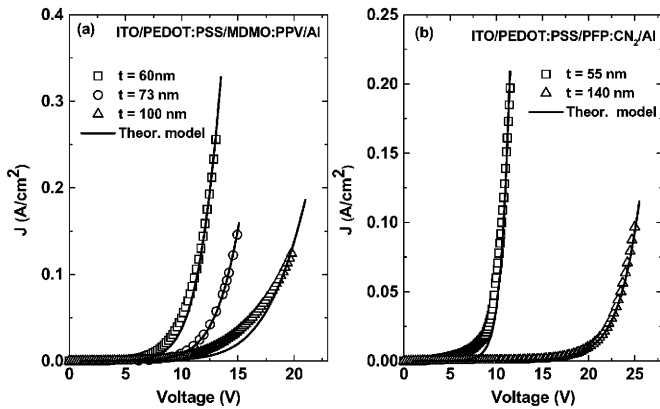 (a) ITO/PEDOT:PSS/MDMO:PPV/Al
t = 60nm
t = 73 nm
t = 100 nm
Theor. model
J (A/cm²)
0.4
0.3
0.2
0.1
0.0
0 5 10 15 20
Voltage (V)
(b) ITO/PEDOT:PSS/PFP:CN₂/Al
t = 55 nm
t = 140 nm
Theor. model
J (A/cm²)
0.25
0.20
0.15
0.10
0.05
0.00
0 5 10 15 20 25
Voltage (V)